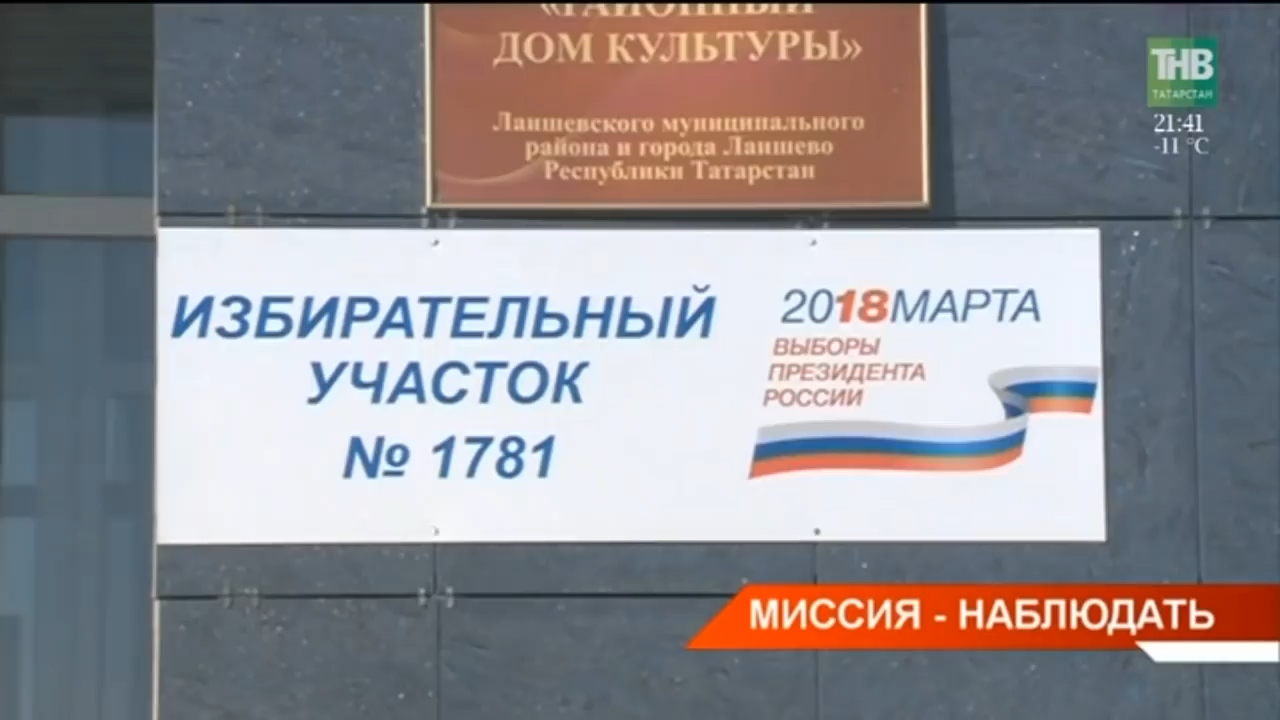 «РАЙОННЫЙ
ДОМ КУЛЬТУРЫ»
Лаишевского муниципального
района и города Лаишево
Республики Татарстан
ТНВ
ТАТАРСТАН
21:41
-11 °C
ИЗБИРАТЕЛЬНЫЙ
УЧАСТОК
№ 1781
2018МАРТА
ВЫБОРЫ
ПРЕЗИДЕНТА
РОССИИ
МИССИЯ - НАБЛЮДАТЬ